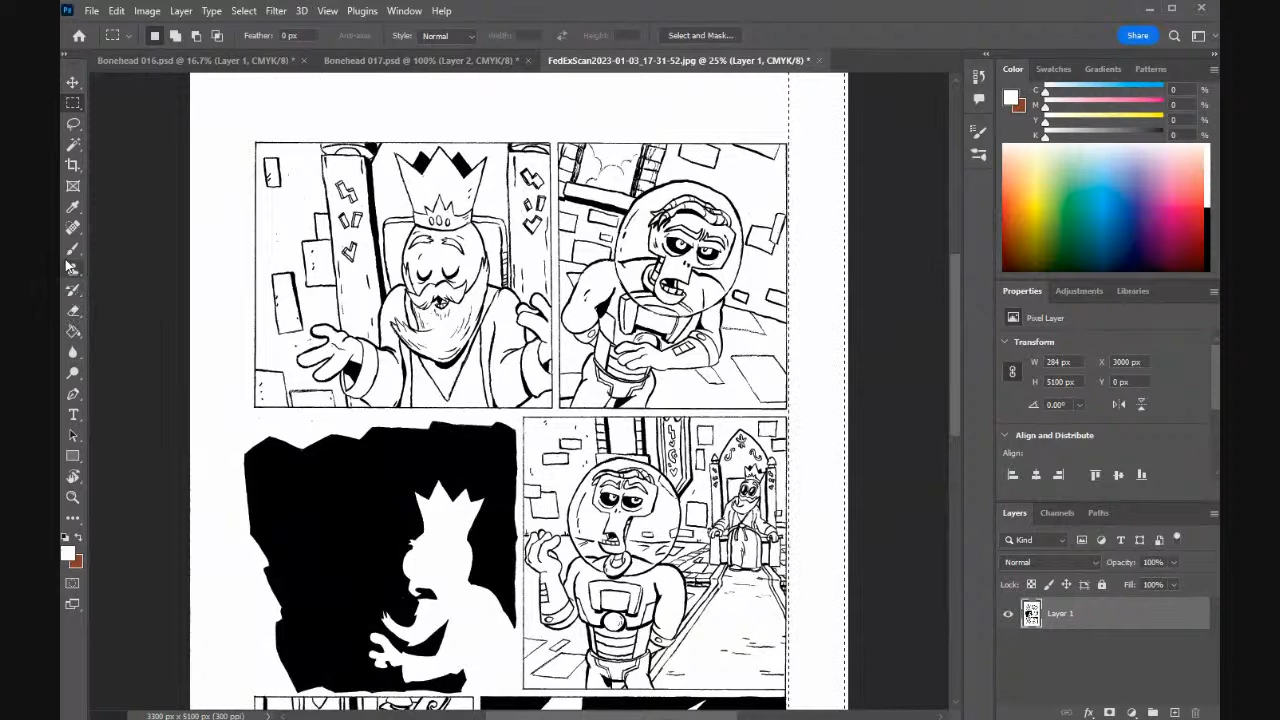 Ps File Edit Image Layer Type Select Filter 3D View Plugins Window Help
Feather: 0 px Anti-alias Style: Normal Width: Height: Select and Mask... Share
Bonehead 016.psd @ 16.7% (Layer 1, CMYK/8) * × Bonehead 017.psd @ 100% (Layer 2, CMYK/8) * × FedExScan2023-01-03_17-31-52.jpg @ 25% (Layer 1, CMYK/8) * ×
Color Swatches Gradients Patterns
C 0 %
M 0 %
Y 0 %
K 0 %
Properties Adjustments Libraries
Pixel Layer
Transform
W 284 px X 3000 px
H 5100 px Y 0 px
0.00°
Align and Distribute
Align:
Layers Channels Paths
Kind
Normal Opacity: 100%
Lock: Fill: 100%
Layer 1
3300 px x 5100 px (300 ppi)